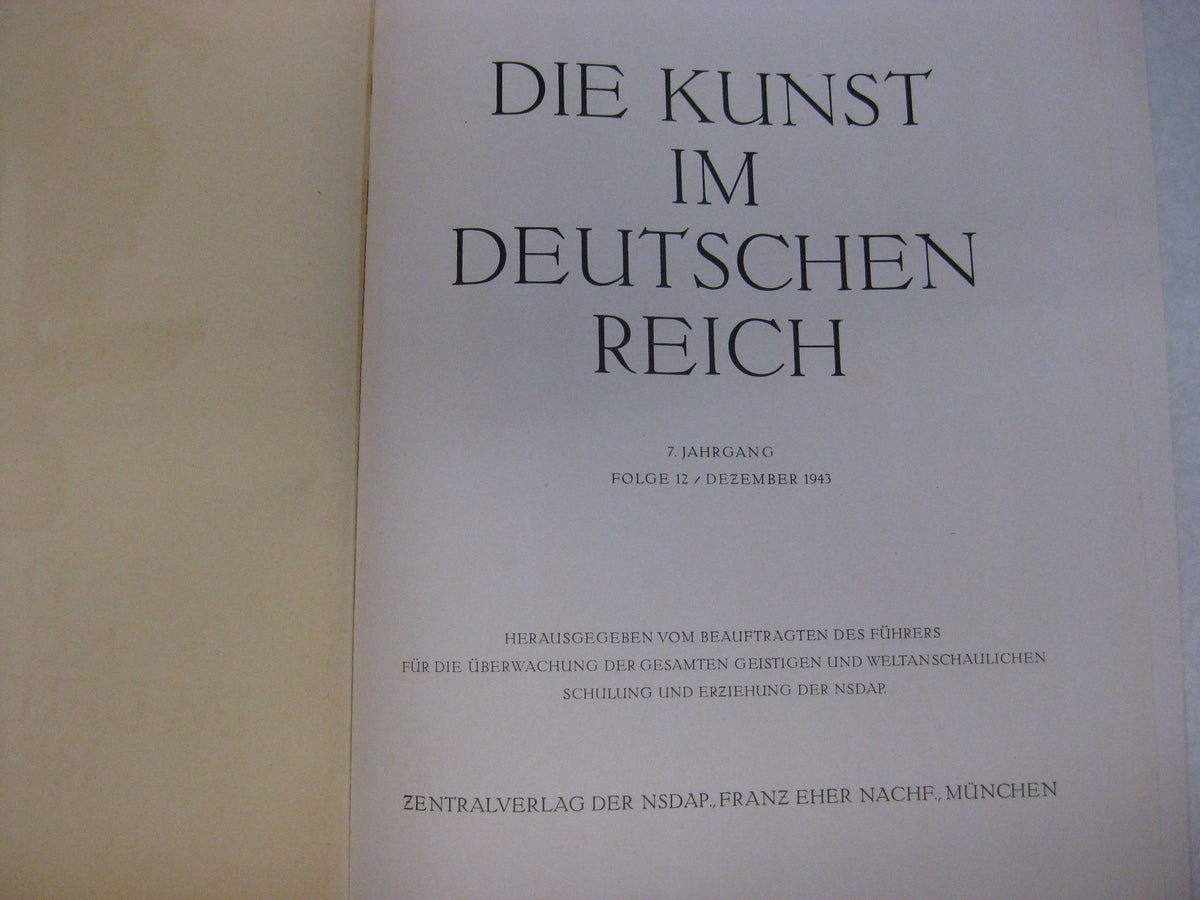 DIE KUNST
IM
DEUTSCHEN
REICH
7. JAHRGANG
FOLGE 12 / DEZEMBER 1943
HERAUSGEGEBEN VOM BEAUFTRAGTEN DES FÜHRERS
FÜR DIE ÜBERWACHUNG DER GESAMTEN GEISTIGEN UND WELTANSCHAULICHEN
SCHULUNG UND ERZIEHUNG DER NSDAP.
ZENTRALVERLAG DER NSDAP., FRANZ EHER NACHF., MÜNCHEN